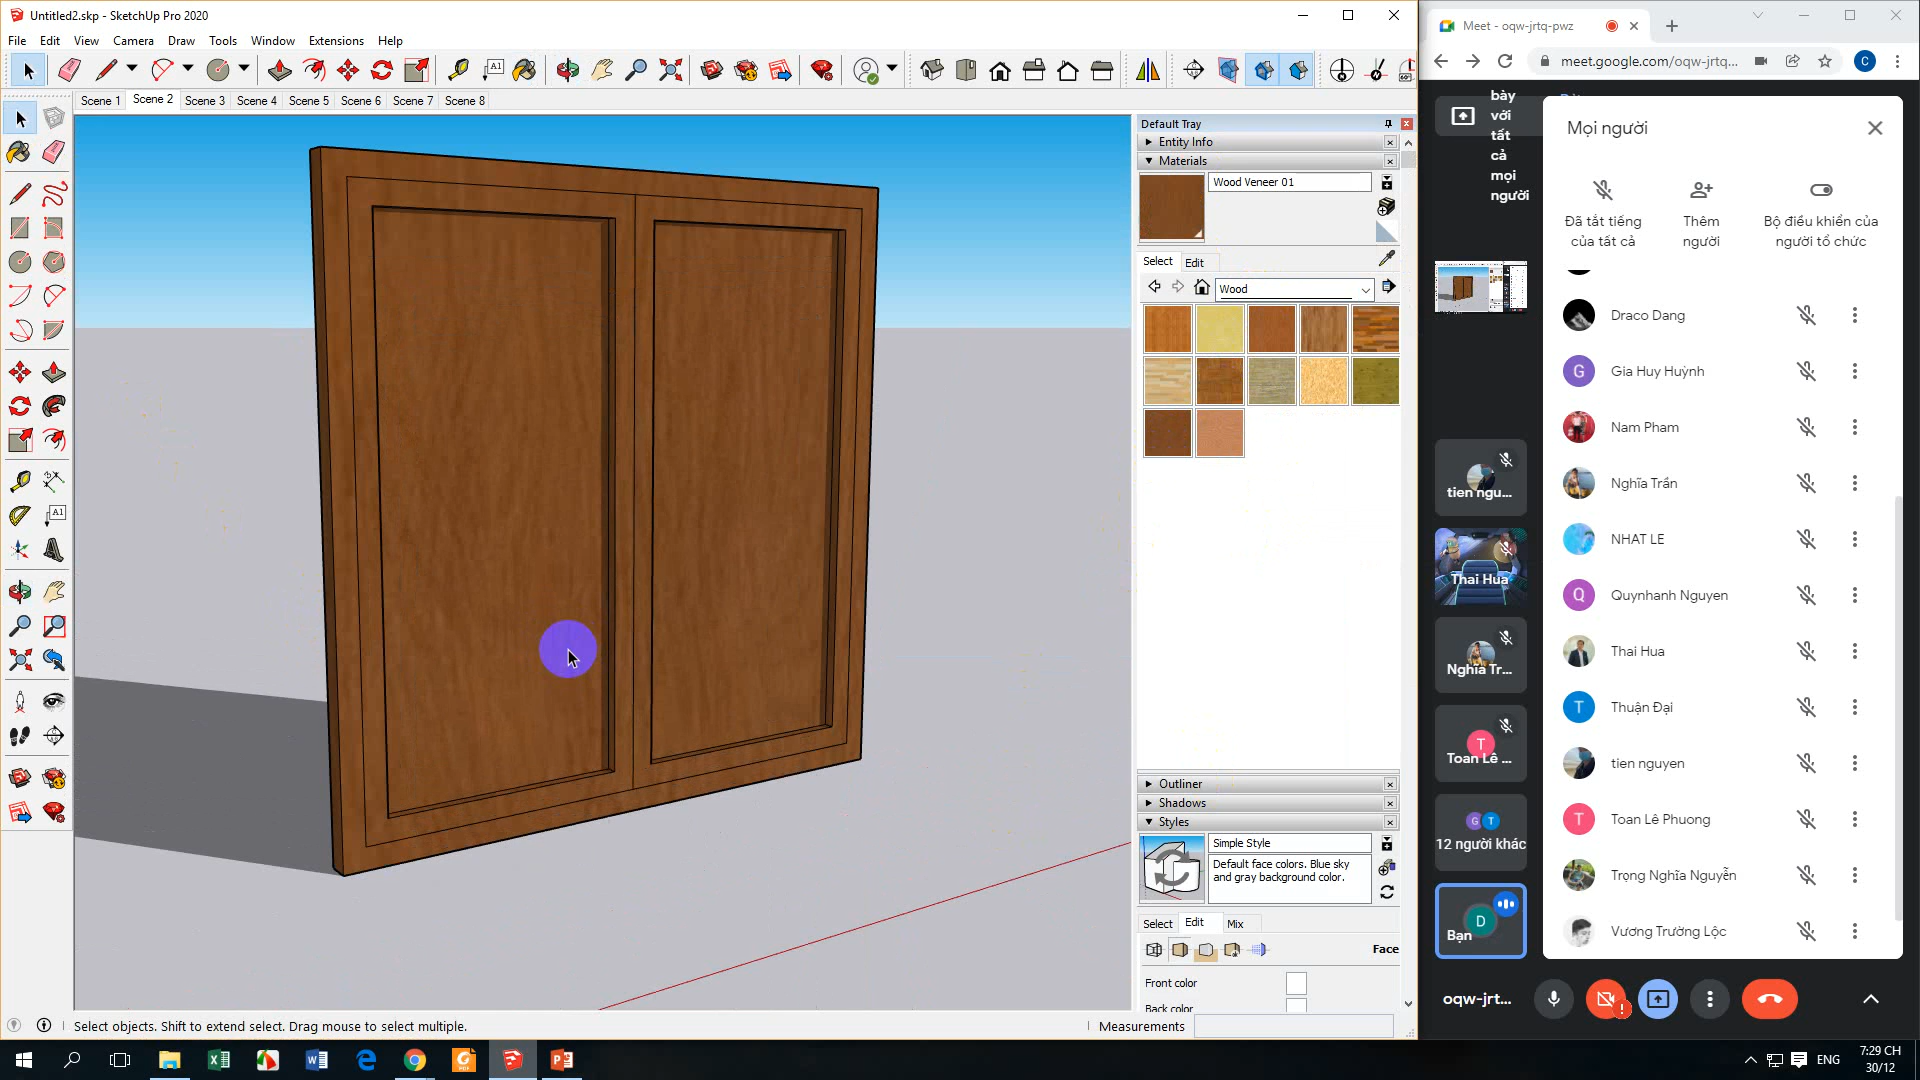 Untitled2.skp - SketchUp Pro 2020
File Edit View Camera Draw Tools Window Extensions Help
Scene 1 Scene 2 Scene 3 Scene 4 Scene 5 Scene 6 Scene 7 Scene 8
Default Tray
Entity Info
Materials
Wood Veneer 01
Select Edit
Wood
Outliner
Shadows
Styles
Simple Style
Default face colors. Blue sky
and gray background color.
Select Edit Mix
Face
Front color
Back color
Select objects. Shift to extend select. Drag mouse to select multiple.
Measurements
Meet - oqw-jrtq-pwz
meet.google.com/oqw-jrtq...
C
bày
với
tất
cả
mọi
người
tien ngu...
Thai Hua
Nghĩa Tr...
T
Toan Lê ...
G T
12 người khác
D
Bạn
Mọi người
Đã tắt tiếng
của tất cả
Thêm
người
Bộ điều khiển của
người tổ chức
Draco Dang
G Gia Huy Huỳnh
Nam Pham
Nghĩa Trần
NHAT LE
Q Quynhanh Nguyen
Thai Hua
T Thuận Đại
tien nguyen
T Toan Lê Phuong
Trọng Nghĩa Nguyễn
Vương Trường Lộc
oqw-jrt...
ENG
7:29 CH
30/12